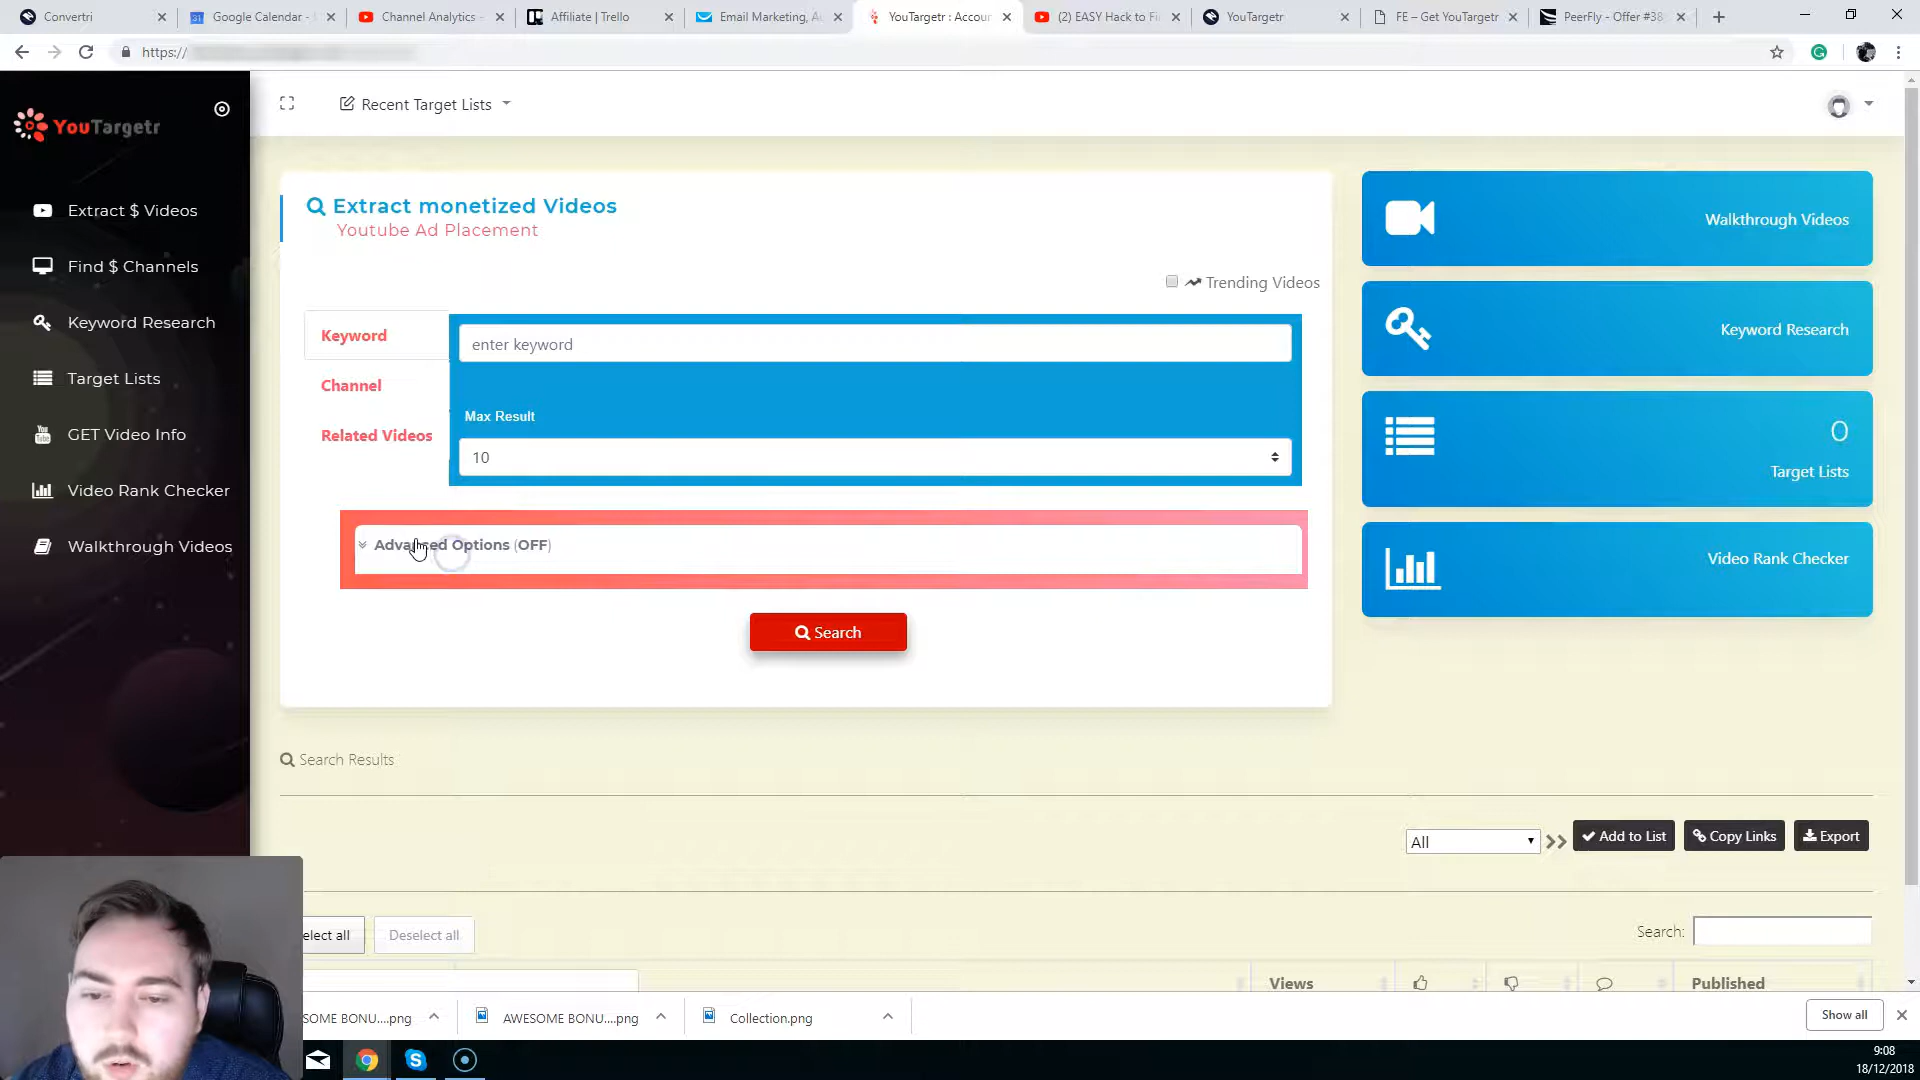 Convertri
Google Calendar -
Channel Analytics -
Affiliate | Trello
Email Marketing, A
YouTargetr : Accour
(2) EASY Hack to Fi
YouTargetr
FE – Get YouTargetr
PeerFly - Offer #38
https://
YouTargetr
Recent Target Lists
Extract $ Videos
Find $ Channels
Keyword Research
Target Lists
GET Video Info
Video Rank Checker
Walkthrough Videos
Extract monetized Videos
Youtube Ad Placement
Trending Videos
Keyword
enter keyword
Channel
Max Result
Related Videos
10
Advanced Options (OFF)
Search
Walkthrough Videos
Keyword Research
0
Target Lists
Video Rank Checker
Search Results
All
Add to List
Copy Links
Export
elect all
Deselect all
Search:
Views
Published
SOME BONU....png
AWESOME BONU....png
Collection.png
Show all
9:08
18/12/2018